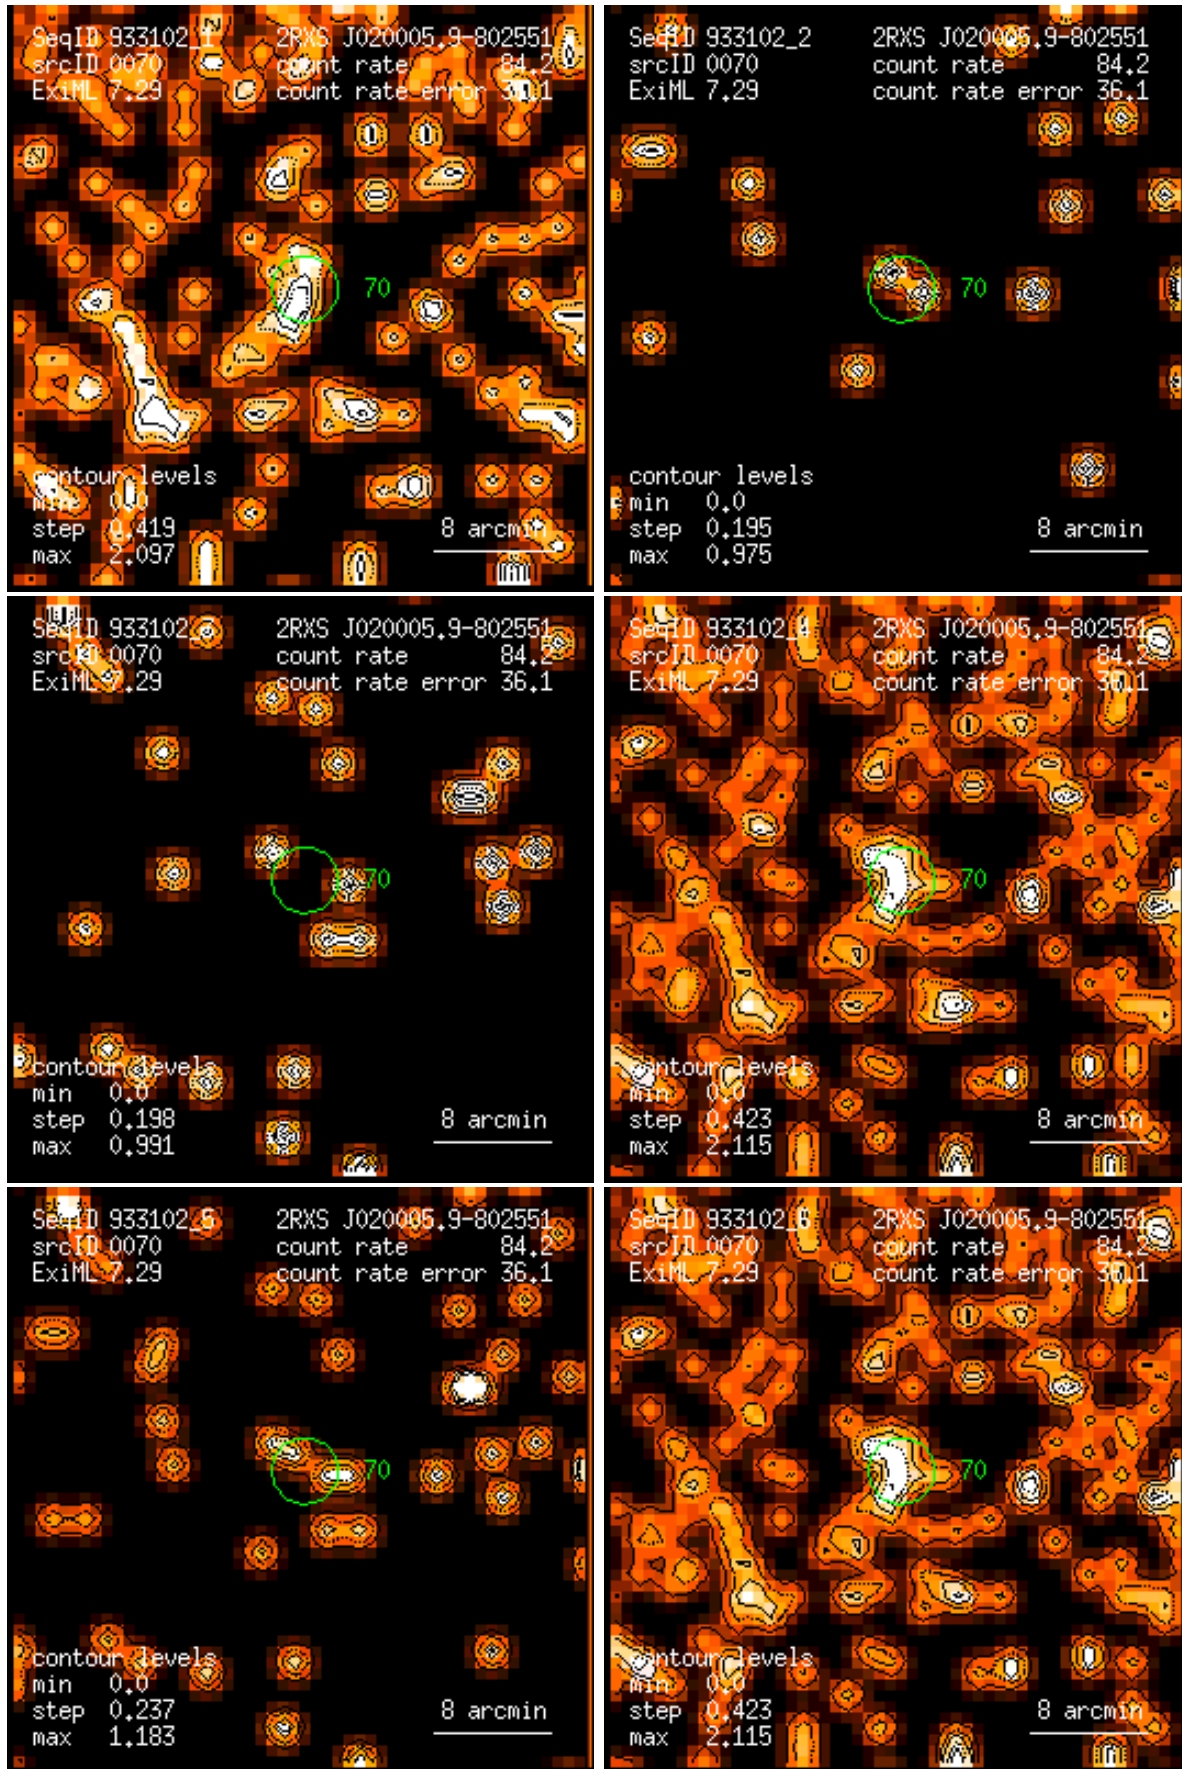 SeqID 933102_1 2RXS J020005.9-802551
srcID 0070 count rate 84.2
ExiML 7.29 count rate error 36.1
70
contour levels
min 0.0
step 0.419 8 arcmin
max 2.097
SeqID 933102_2 2RXS J020005.9-802551
srcID 0070 count rate 84.2
ExiML 7.29 count rate error 36.1
70
contour levels
min 0.0
step 0.195 8 arcmin
max 0.975
SeqID 933102_3 2RXS J020005.9-802551
srcID 0070 count rate 84.2
ExiML 7.29 count rate error 36.1
70
contour levels
min 0.0
step 0.198 8 arcmin
max 0.991
SeqID 933102_4 2RXS J020005.9-802551
srcID 0070 count rate 84.2
ExiML 7.29 count rate error 36.1
70
contour levels
min 0.0
step 0.423 8 arcmin
max 2.115
SeqID 933102_5 2RXS J020005.9-802551
srcID 0070 count rate 84.2
ExiML 7.29 count rate error 36.1
70
contour levels
min 0.0
step 0.237 8 arcmin
max 1.183
SeqID 933102_6 2RXS J020005.9-802551
srcID 0070 count rate 84.2
ExiML 7.29 count rate error 36.1
70
contour levels
min 0.0
step 0.423 8 arcmin
max 2.115